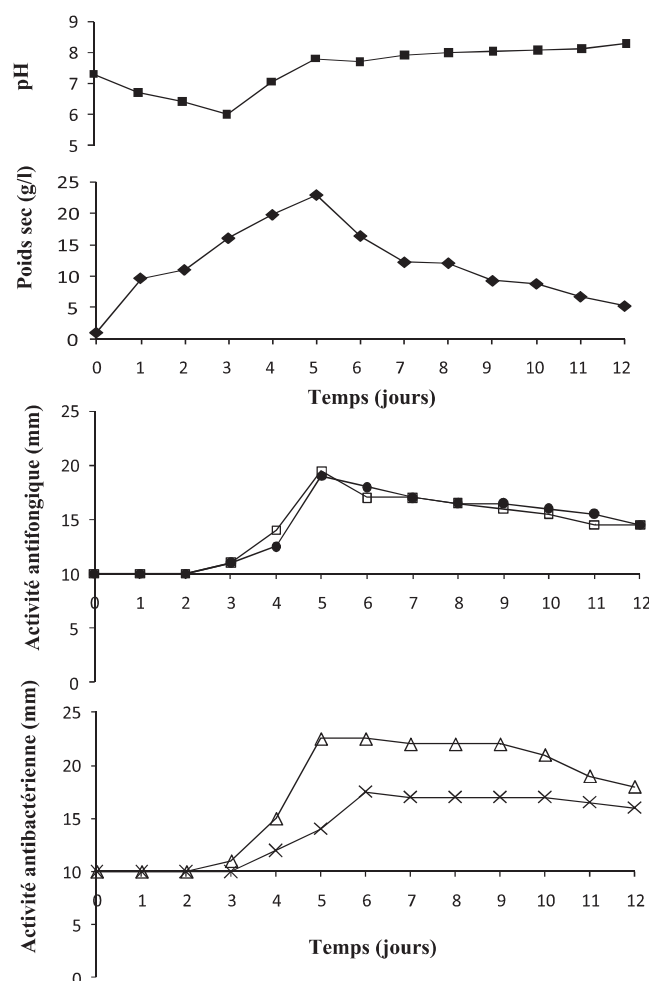 9
8
7
6
5
pH
25
20
15
10
5
0
Poids sec (g/l)
0 1 2 3 4 5 6 7 8 9 10 11 12
Temps (jours)
25
20
15
10
5
0
Activité antifongique (mm)
0 1 2 3 4 5 6 7 8 9 10 11 12
25
20
15
10
5
0
Activité antibactérienne (mm)
0 1 2 3 4 5 6 7 8 9 10 11 12
Temps (jours)